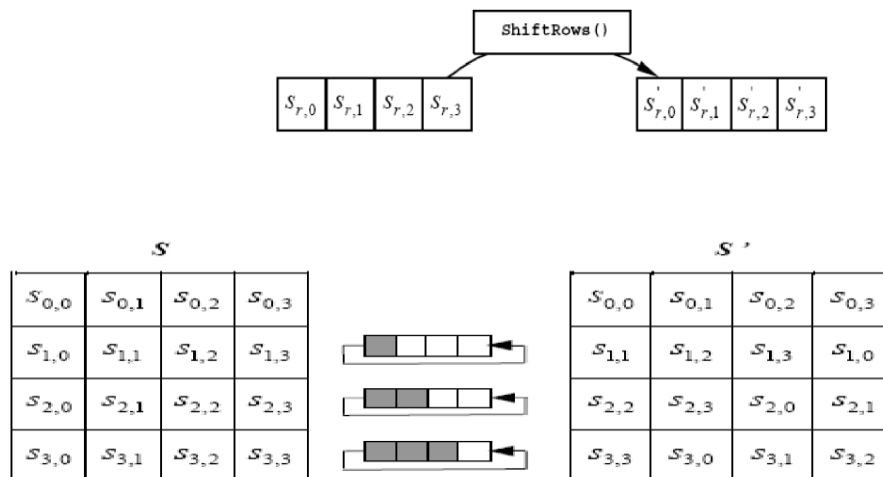 ShiftRows()
S_{r,0} S_{r,1} S_{r,2} S_{r,3} S'_{r,0} S'_{r,1} S'_{r,2} S'_{r,3}
S S'
S_{0,0} S_{0,1} S_{0,2} S_{0,3} S_{0,0} S_{0,1} S_{0,2} S_{0,3}
S_{1,0} S_{1,1} S_{1,2} S_{1,3} S_{1,1} S_{1,2} S_{1,3} S_{1,0}
S_{2,0} S_{2,1} S_{2,2} S_{2,3} S_{2,2} S_{2,3} S_{2,0} S_{2,1}
S_{3,0} S_{3,1} S_{3,2} S_{3,3} S_{3,3} S_{3,0} S_{3,1} S_{3,2}